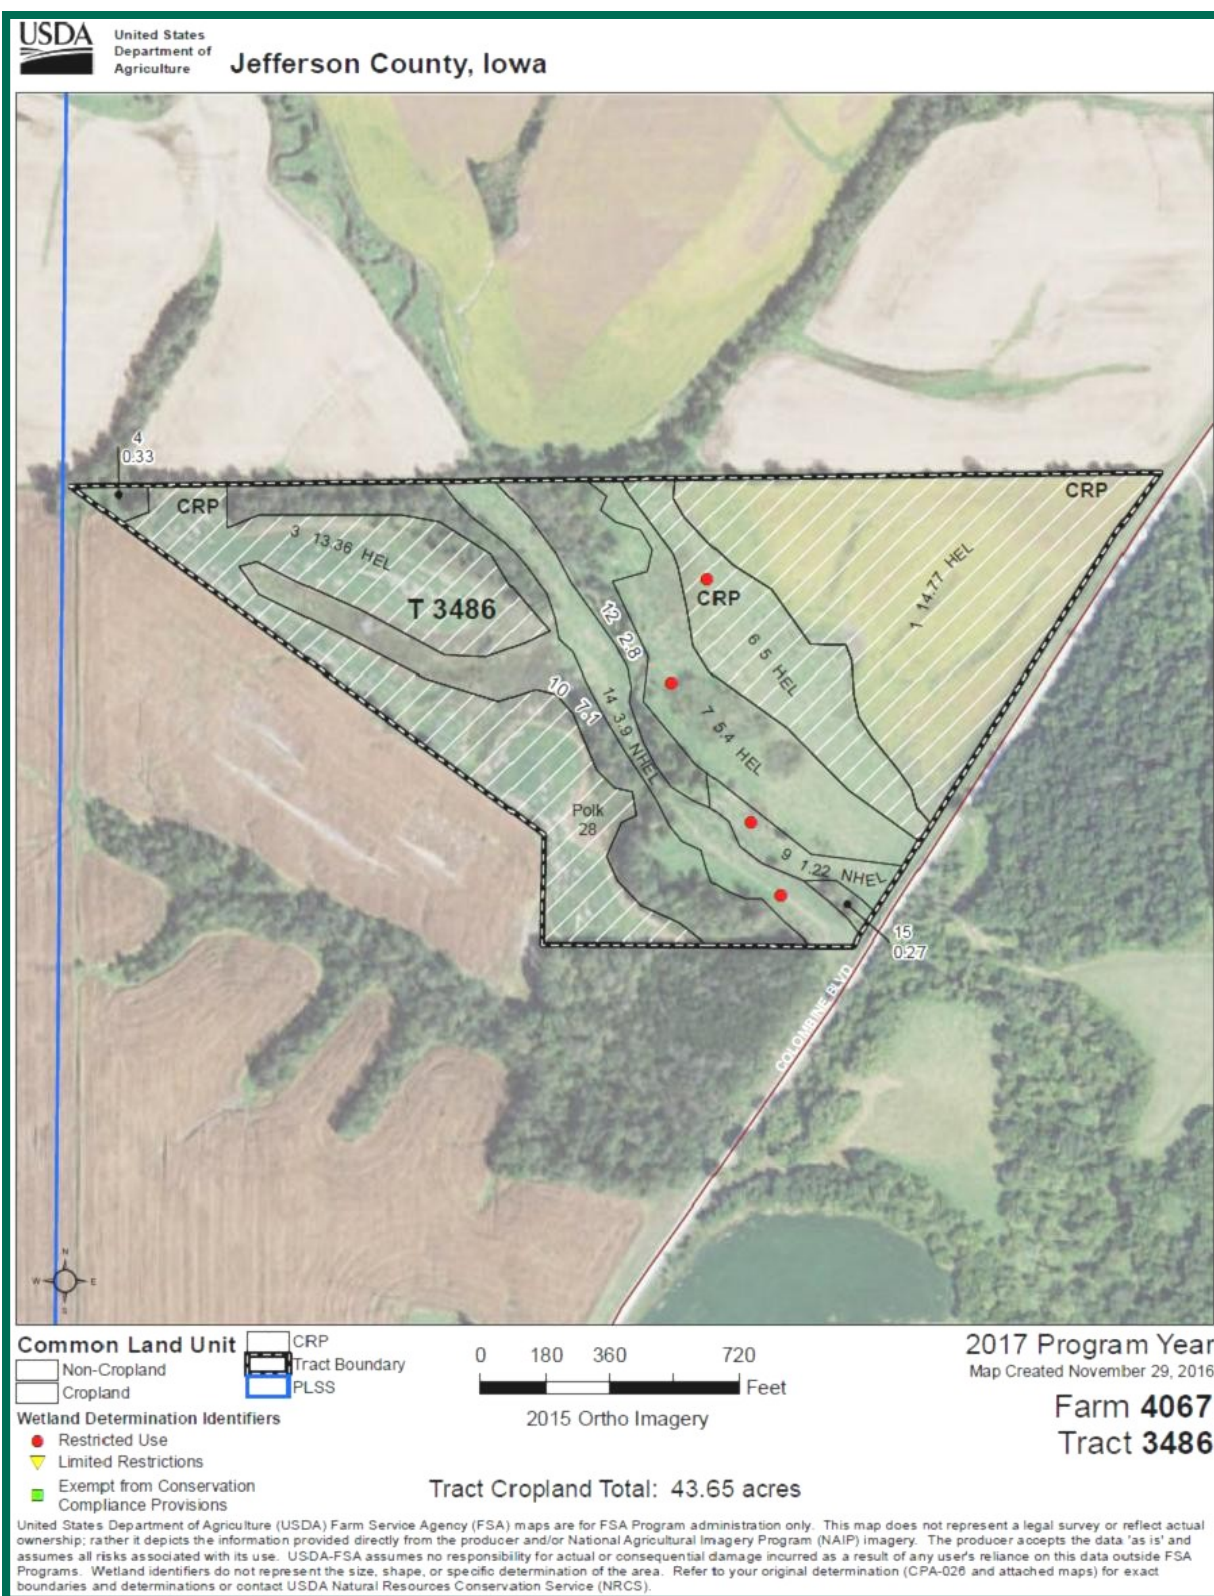 USDA
United States
Department of
Agriculture
Jefferson County, Iowa
4
0.33
CRP
CRP
3 13.36 HEL
T 3486
1 14.77 HEL
CRP
12 2.8
6 5 HEL
10 7.1
14 3.9 NHEL
7 5.4 HEL
Polk
28
9 1.22 NHEL
15
0.27
COLOMBINE BLVD
N
W E
S
Common Land Unit
Non-Cropland
Cropland
CRP
Tract Boundary
PLSS
Wetland Determination Identifiers
Restricted Use
Limited Restrictions
Exempt from Conservation
Compliance Provisions
0 180 360 720
Feet
2015 Ortho Imagery
Tract Cropland Total: 43.65 acres
2017 Program Year
Map Created November 29, 2016
Farm 4067
Tract 3486
United States Department of Agriculture (USDA) Farm Service Agency (FSA) maps are for FSA Program administration only. This map does not represent a legal survey or reflect actual
ownership; rather it depicts the information provided directly from the producer and/or National Agricultural Imagery Program (NAIP) imagery. The producer accepts the data 'as is' and
assumes all risks associated with its use. USDA-FSA assumes no responsibility for actual or consequential damage incurred as a result of any user's reliance on this data outside FSA
Programs. Wetland identifiers do not represent the size, shape, or specific determination of the area. Refer to your original determination (CPA-026 and attached maps) for exact
boundaries and determinations or contact USDA Natural Resources Conservation Service (NRCS).